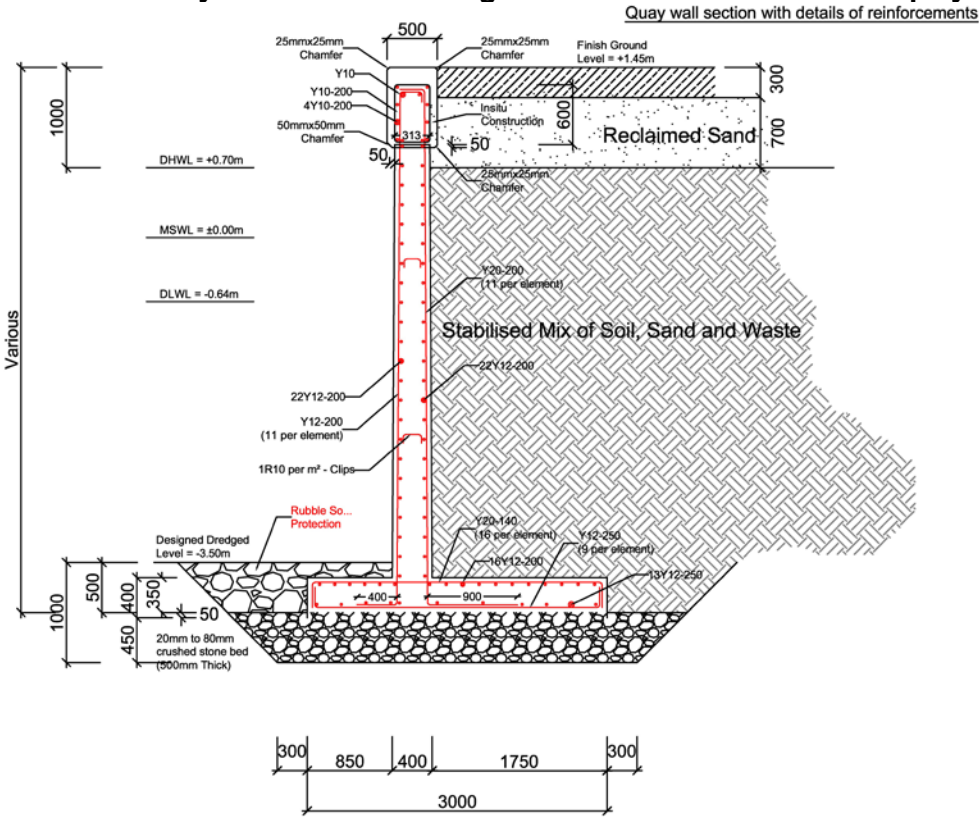 Quay wall section with details of reinforcements
500
25mmx25mm
Chamfer
25mmx25mm
Chamfer
Finish Ground
Level = +1.45m
Y10
Y10-200
4Y10-200
50mmx50mm
Chamfer
313
Insitu
Construction
600
300
700
1000
50
50
Reclaimed Sand
25mmx25mm
Chamfer
DHWL = +0.70m
MSWL = ±0.00m
DLWL = -0.64m
Various
Y20-200
(11 per element)
Stabilised Mix of Soil, Sand and Waste
22Y12-200
22Y12-200
Y12-200
(11 per element)
1R10 per m² - Clips
Rubble So...
Protection
Designed Dredged
Level = -3.50m
Y20-140
(16 per element)
Y12-250
(9 per element)
16Y12-200
13Y12-250
400
900
1000
500
400
350
50
450
20mm to 80mm
crushed stone bed
(500mm Thick)
300
850
400
1750
300
3000